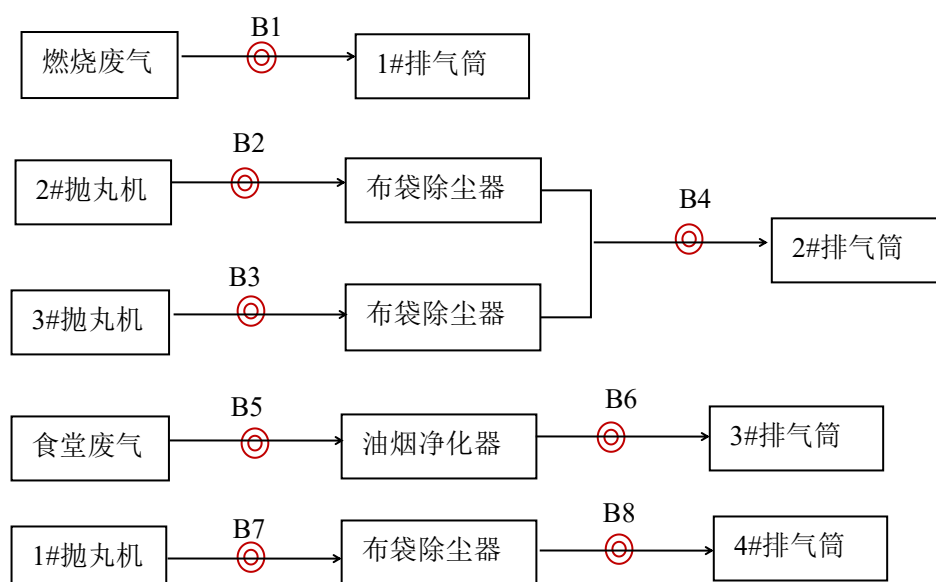 B1
燃烧废气
1#排气筒
B2
2#抛丸机
布袋除尘器
B4
2#排气筒
B3
3#抛丸机
布袋除尘器
B5
食堂废气
油烟净化器
B6
3#排气筒
B7
1#抛丸机
布袋除尘器
B8
4#排气筒